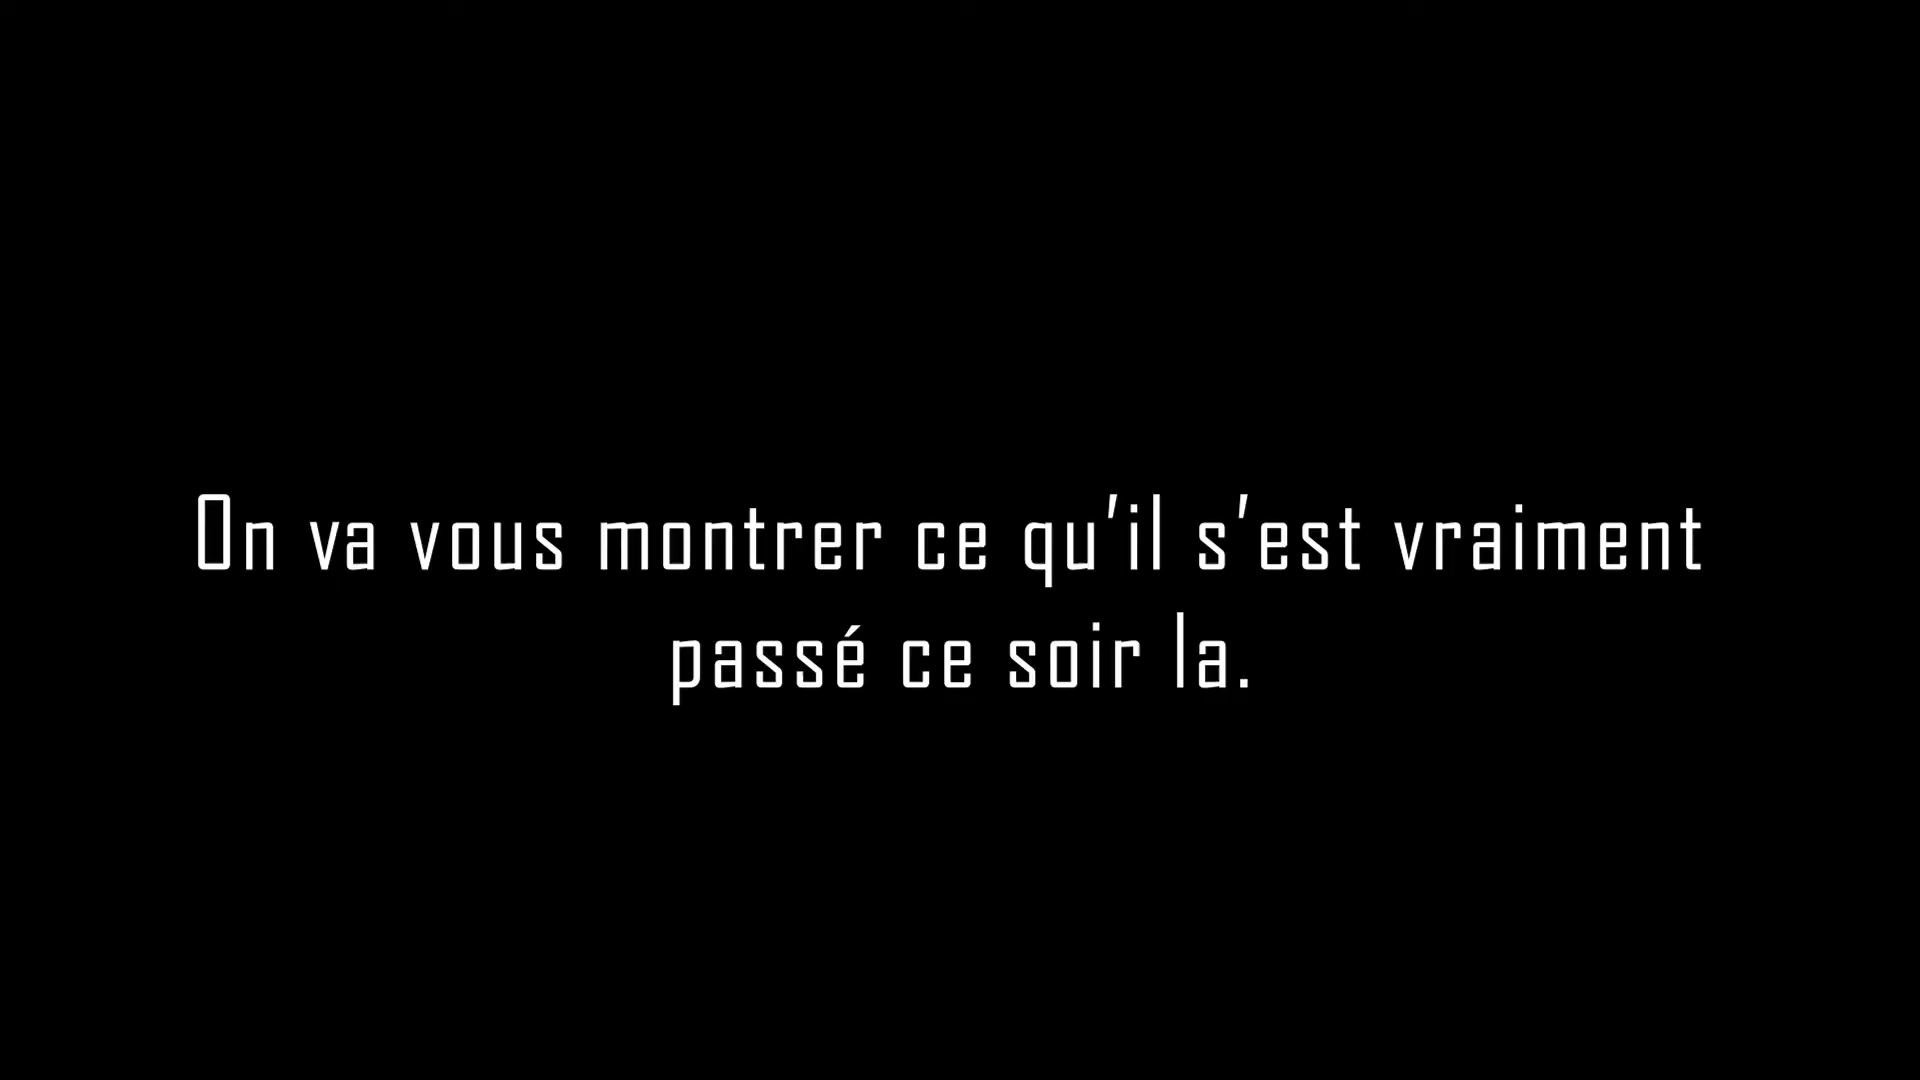 On va vous montrer ce qu’il s’est vraiment
passé ce soir la.